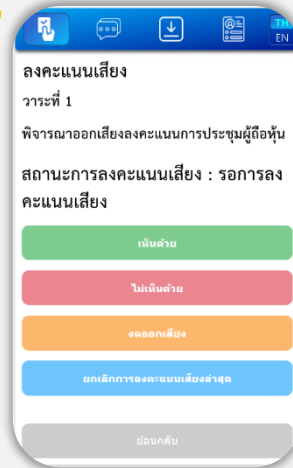 TH
EN
ลงคะแนนเสียง
วาระที่ 1
พิจารณาออกเสียงลงคะแนนการประชุมผู้ถือหุ้น
สถานะการลงคะแนนเสียง : รอการลง
คะแนนเสียง
เห็นด้วย
ไม่เห็นด้วย
งดออกเสียง
ยกเลิกการลงคะแนนเสียงล่าสุด
ย้อนกลับ